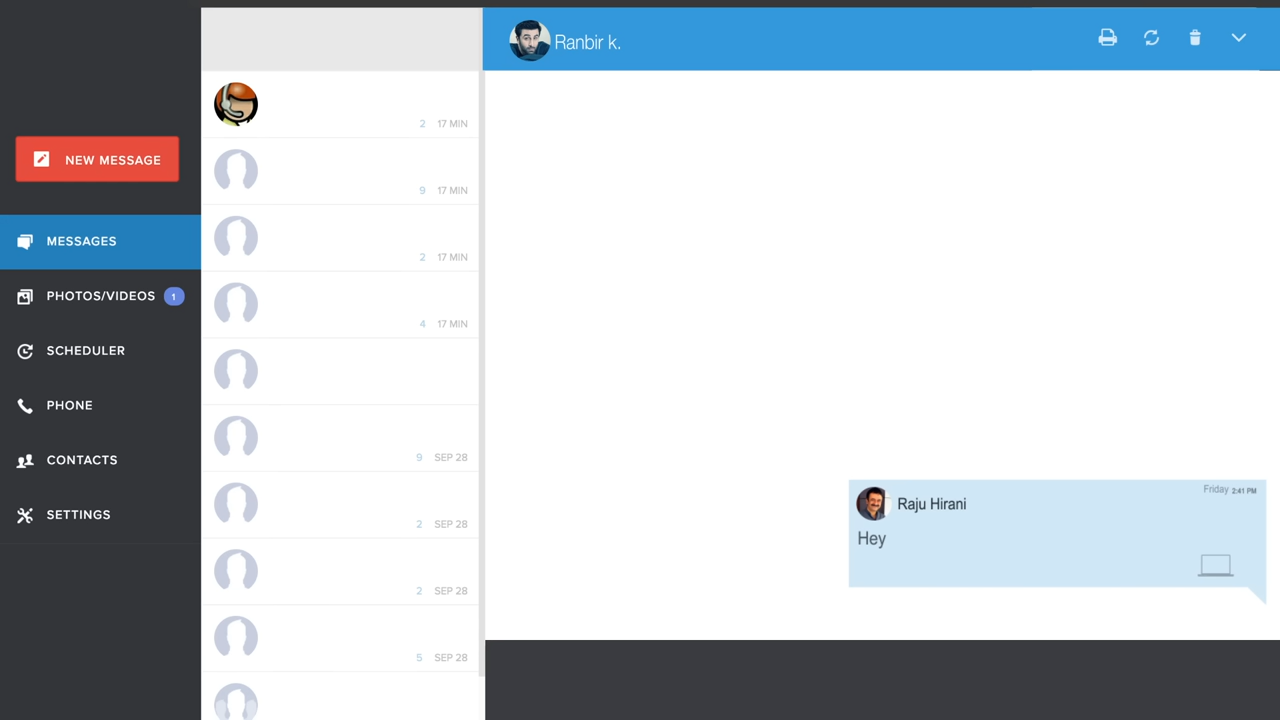 Ranbir k.
NEW MESSAGE
MESSAGES
PHOTOS/VIDEOS 1
SCHEDULER
PHONE
CONTACTS
SETTINGS
2 17 MIN
9 17 MIN
2 17 MIN
4 17 MIN
9 SEP 28
2 SEP 28
2 SEP 28
5 SEP 28
Friday 2:41 PM
Raju Hirani
Hey